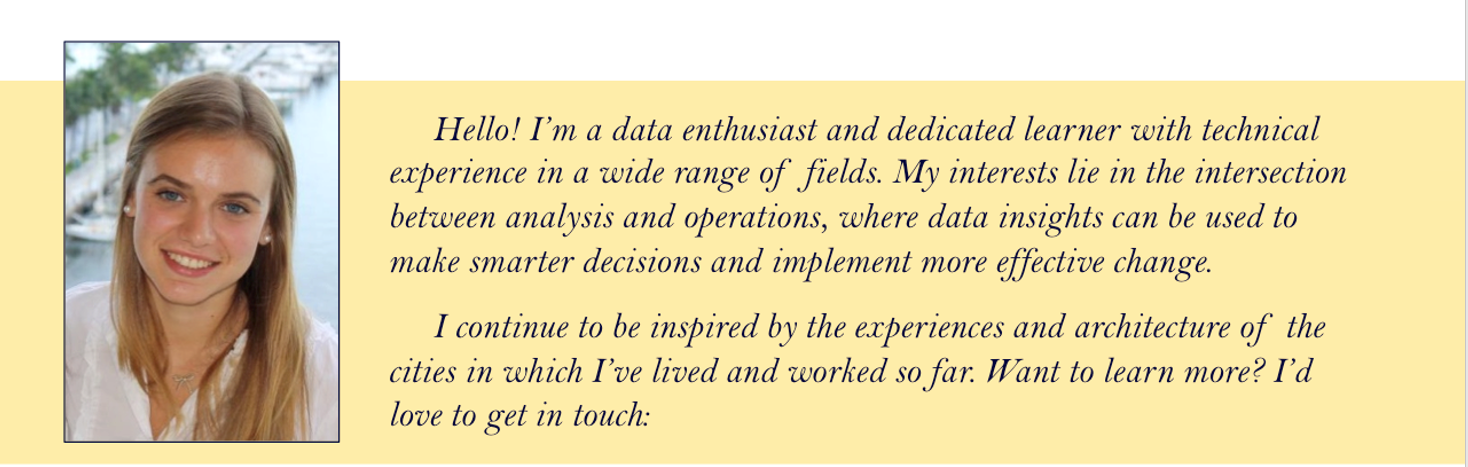 Hello! I'm a data enthusiast and dedicated learner with technical
experience in a wide range of fields. My interests lie in the intersection
between analysis and operations, where data insights can be used to
make smarter decisions and implement more effective change.
I continue to be inspired by the experiences and architecture of the
cities in which I've lived and worked so far. Want to learn more? I'd
love to get in touch: